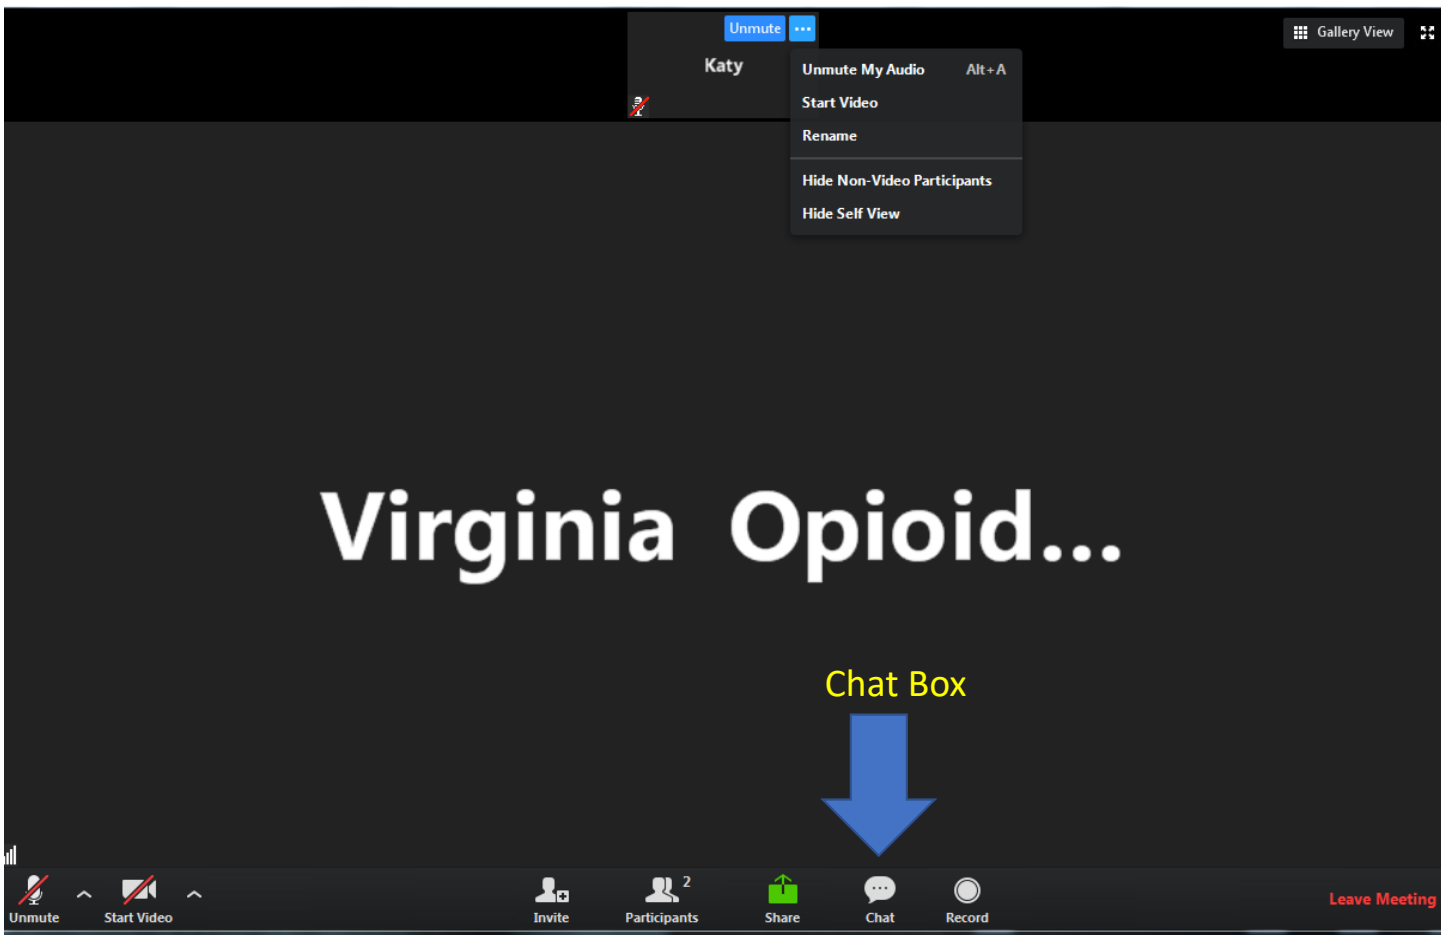 Unmute ...
Gallery View
Katy
Unmute My Audio Alt+A
Start Video
Rename
Hide Non-Video Participants
Hide Self View
Virginia Opioid...
Chat Box
2
Unmute
Start Video
Invite
Participants
Share
Chat
Record
Leave Meeting